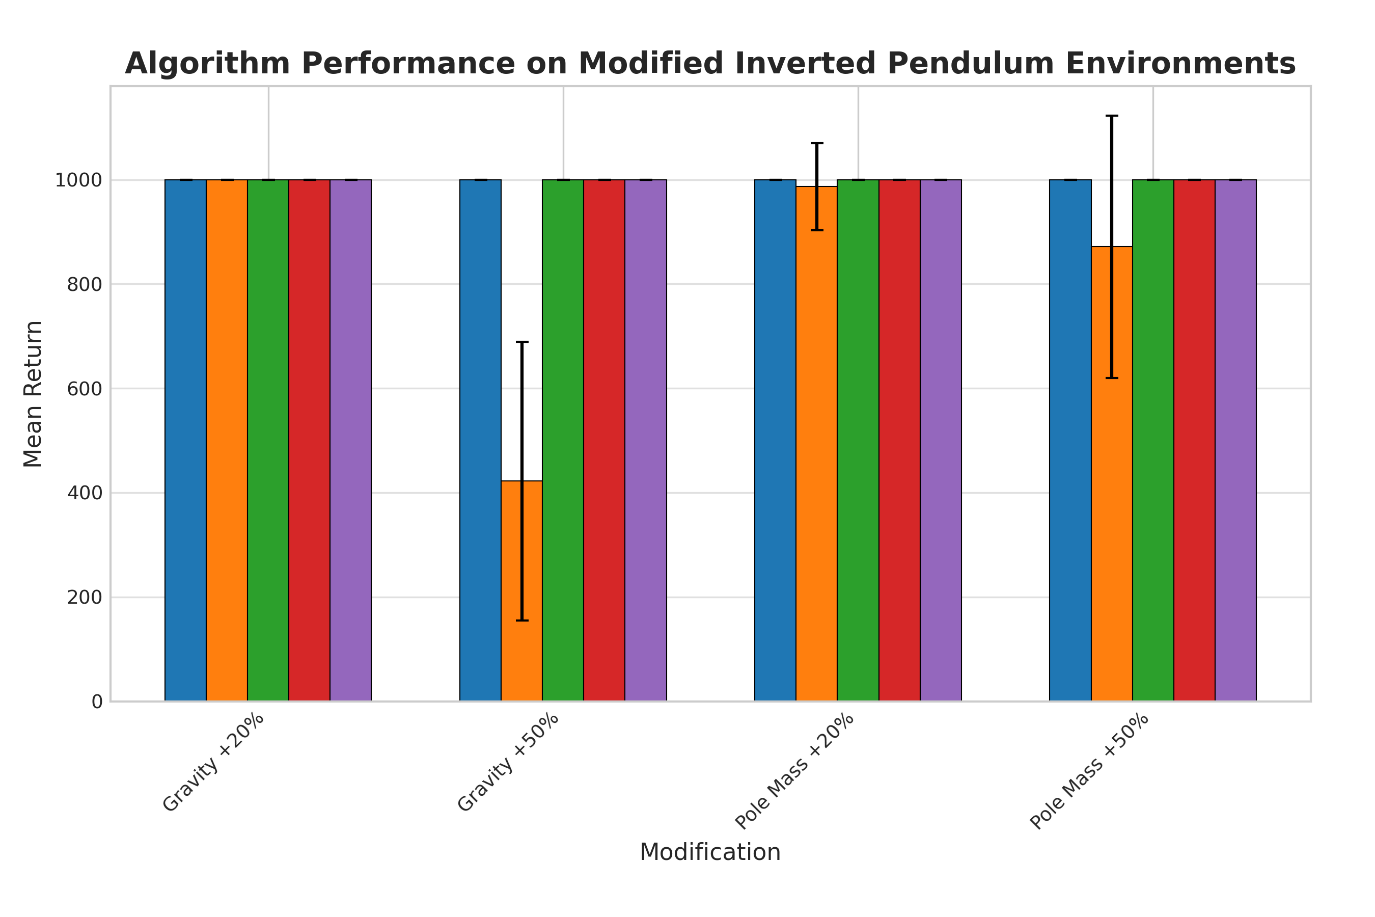 Algorithm Performance on Modified Inverted Pendulum Environments
Mean Return
1000
800
600
400
200
0
Gravity +20%
Gravity +50%
Pole Mass +20%
Pole Mass +50%
Modification